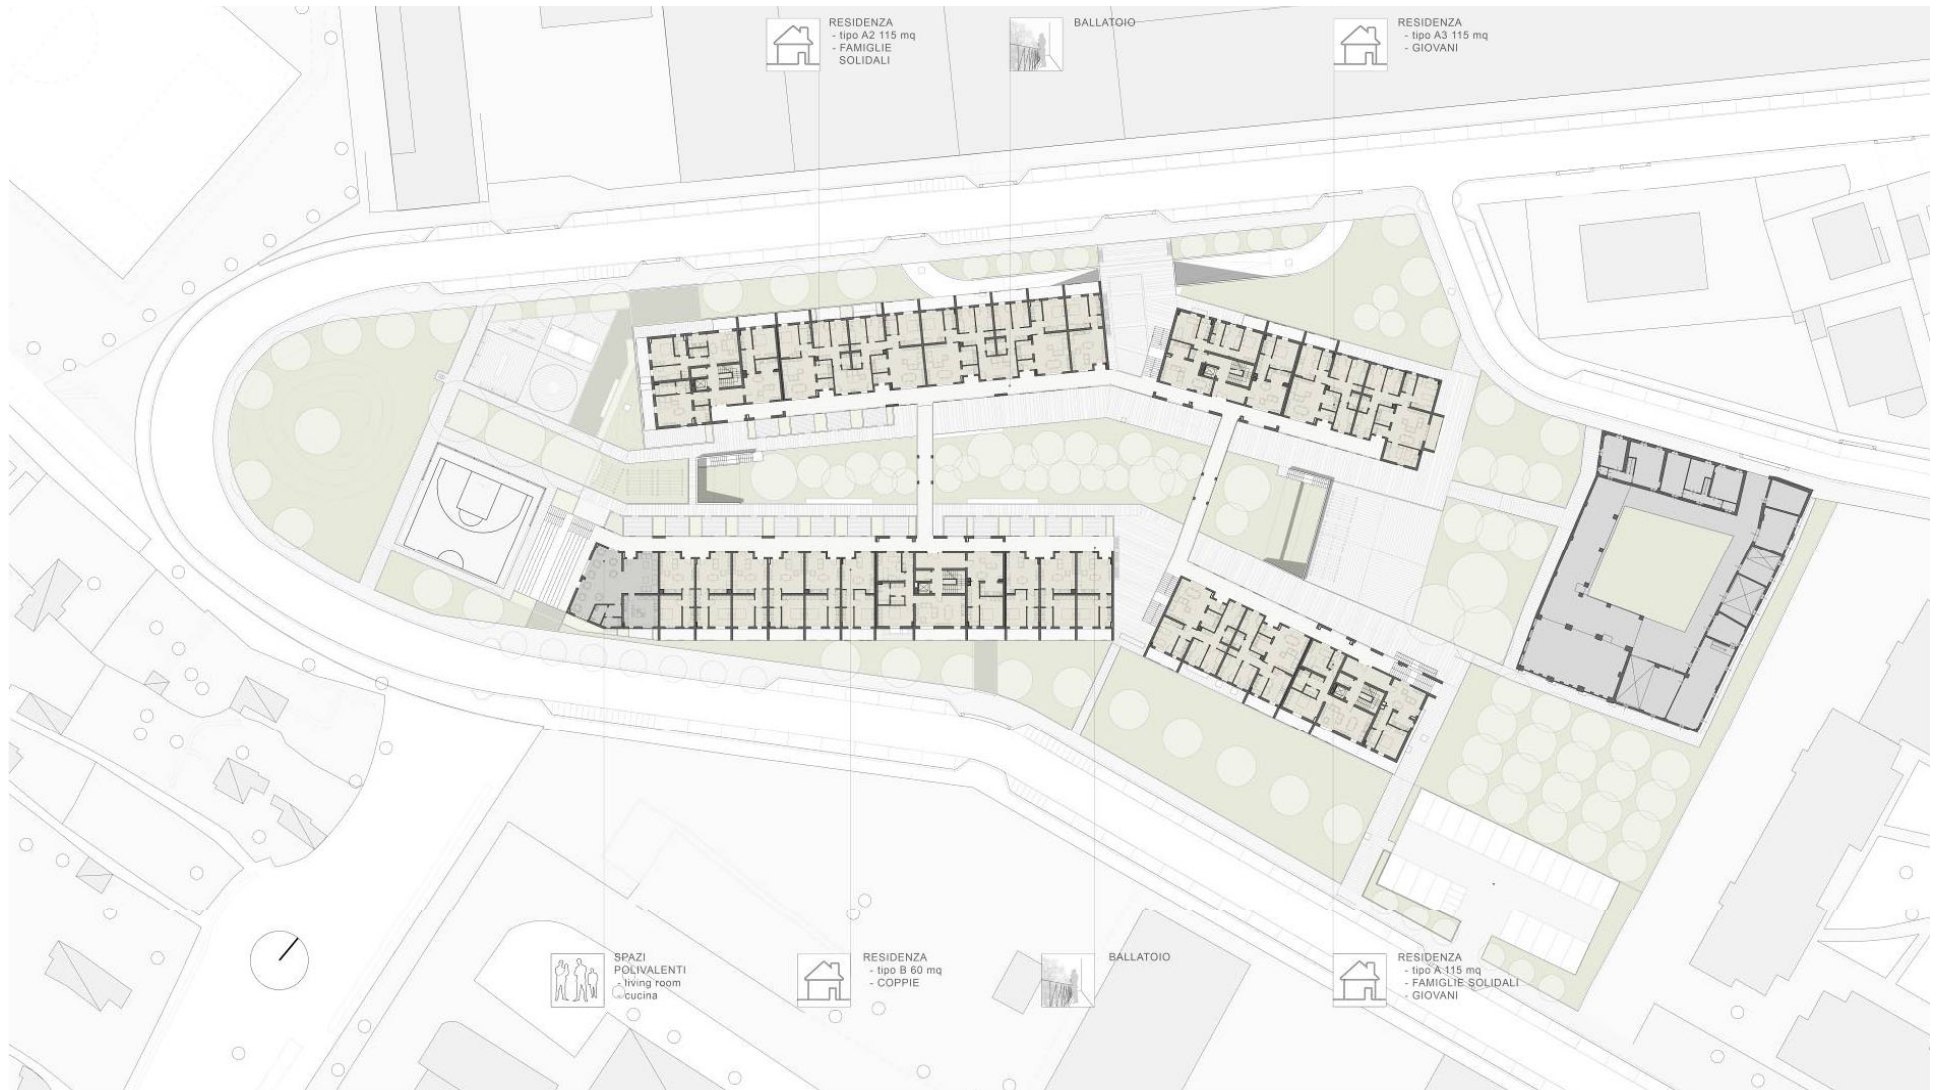 RESIDENZA
- tipo A2 115 mq
- FAMIGLIE
SOLIDALI
BALLATOIO
RESIDENZA
- tipo A3 115 mq
- GIOVANI
SPAZI
POLIVALENTI
- living room
- cucina
RESIDENZA
- tipo B 60 mq
- COPPIE
BALLATOIO
RESIDENZA
- tipo A 115 mq
- FAMIGLIE SOLIDALI
- GIOVANI